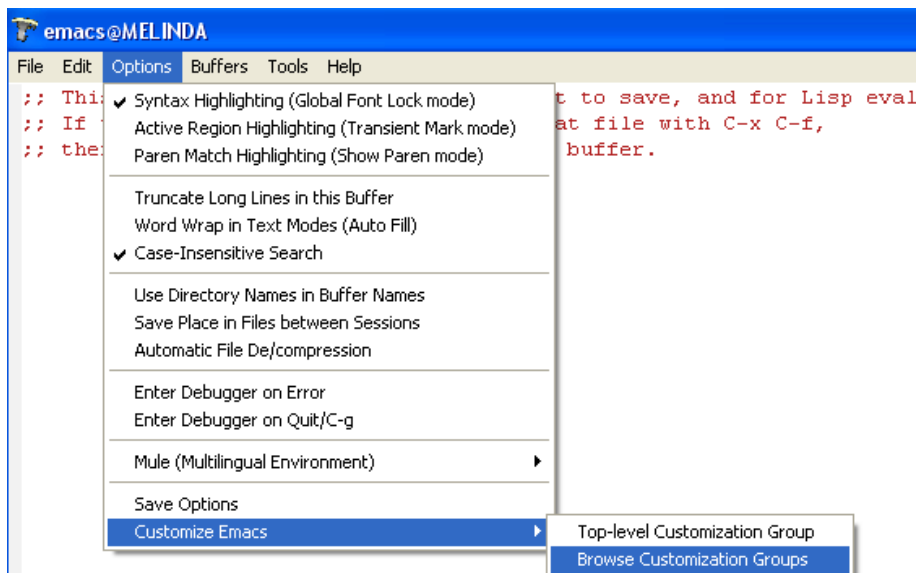 emacs@MELINDA
File Edit Options Buffers Tools Help
;; t to save, and for Lisp eval
;; If at file with C-x C-f,
;; buffer.
Syntax Highlighting (Global Font Lock mode)
Active Region Highlighting (Transient Mark mode)
Paren Match Highlighting (Show Paren mode)
Truncate Long Lines in this Buffer
Word Wrap in Text Modes (Auto Fill)
Case-Insensitive Search
Use Directory Names in Buffer Names
Save Place in Files between Sessions
Automatic File De/compression
Enter Debugger on Error
Enter Debugger on Quit/C-g
Mule (Multilingual Environment)
Save Options
Customize Emacs
Top-level Customization Group
Browse Customization Groups